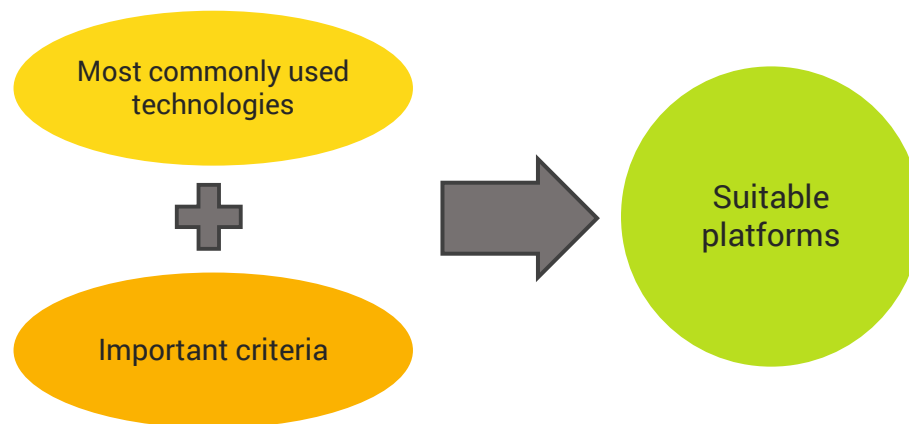 Most commonly used
technologies
Important criteria
Suitable
platforms